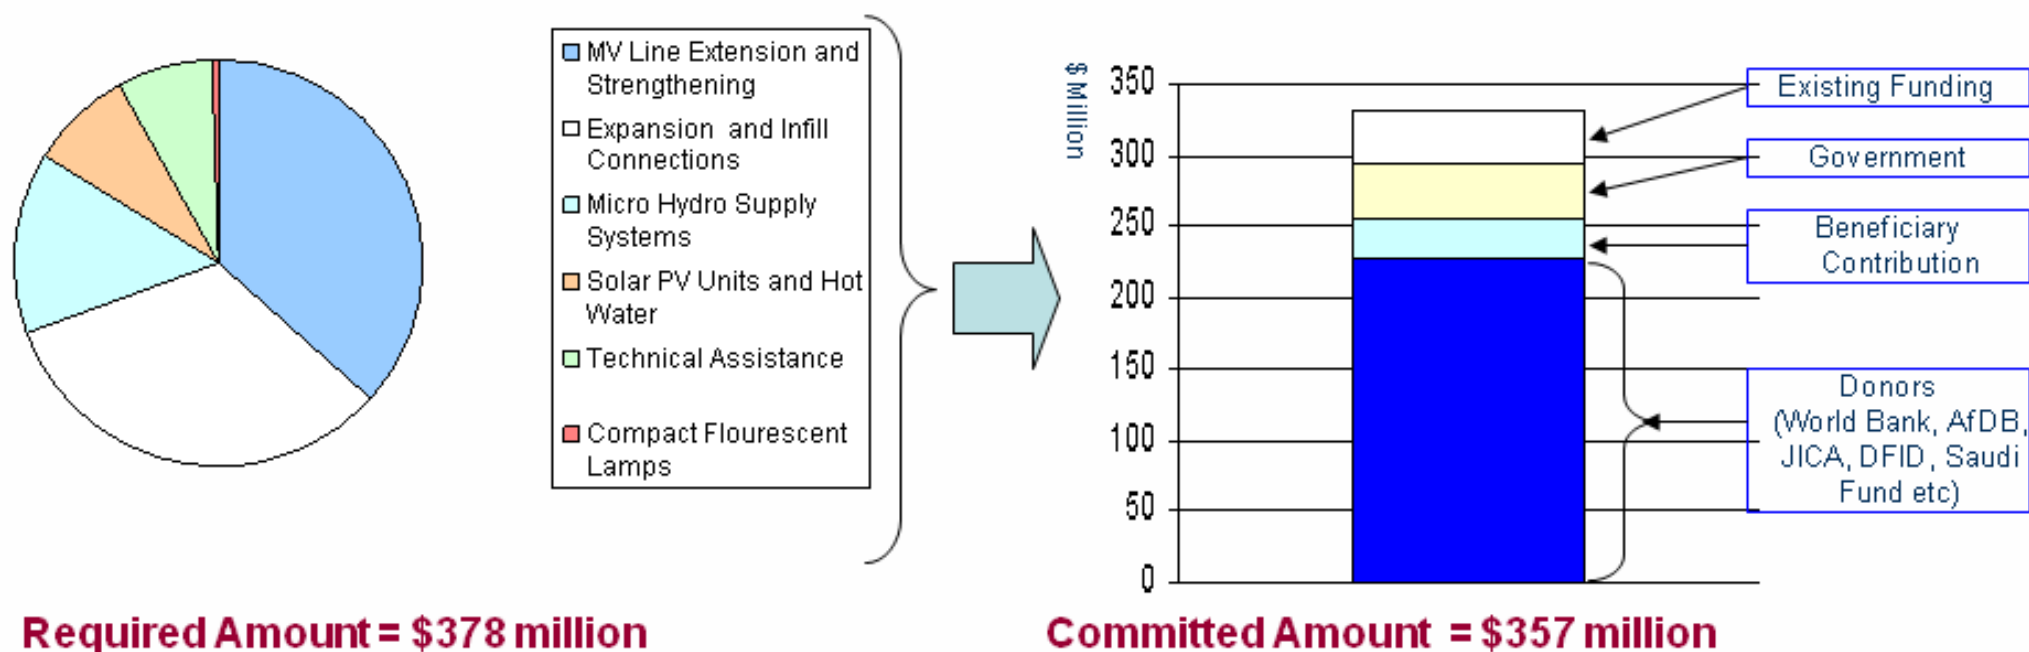 MV Line Extension and
Strengthening
Expansion and Infill
Connections
Micro Hydro Supply
Systems
Solar PV Units and Hot
Water
Technical Assistance
Compact Flourescent
Lamps
$ Million
350
300
250
200
150
100
50
0
Existing Funding
Government
Beneficiary
Contribution
Donors
(World Bank, AfDB,
JICA, DFID, Saudi
Fund etc)
Required Amount = $378 million
Committed Amount = $357 million